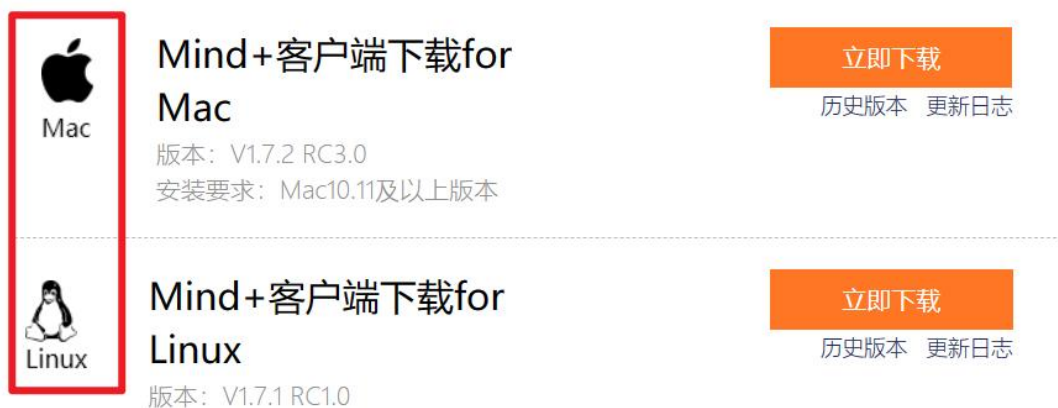 Mac
Mind+客户端下载for
Mac
版本：V1.7.2 RC3.0
安装要求：Mac10.11及以上版本
立即下载
历史版本 更新日志
Linux
Mind+客户端下载for
Linux
版本：V1.7.1 RC1.0
立即下载
历史版本 更新日志